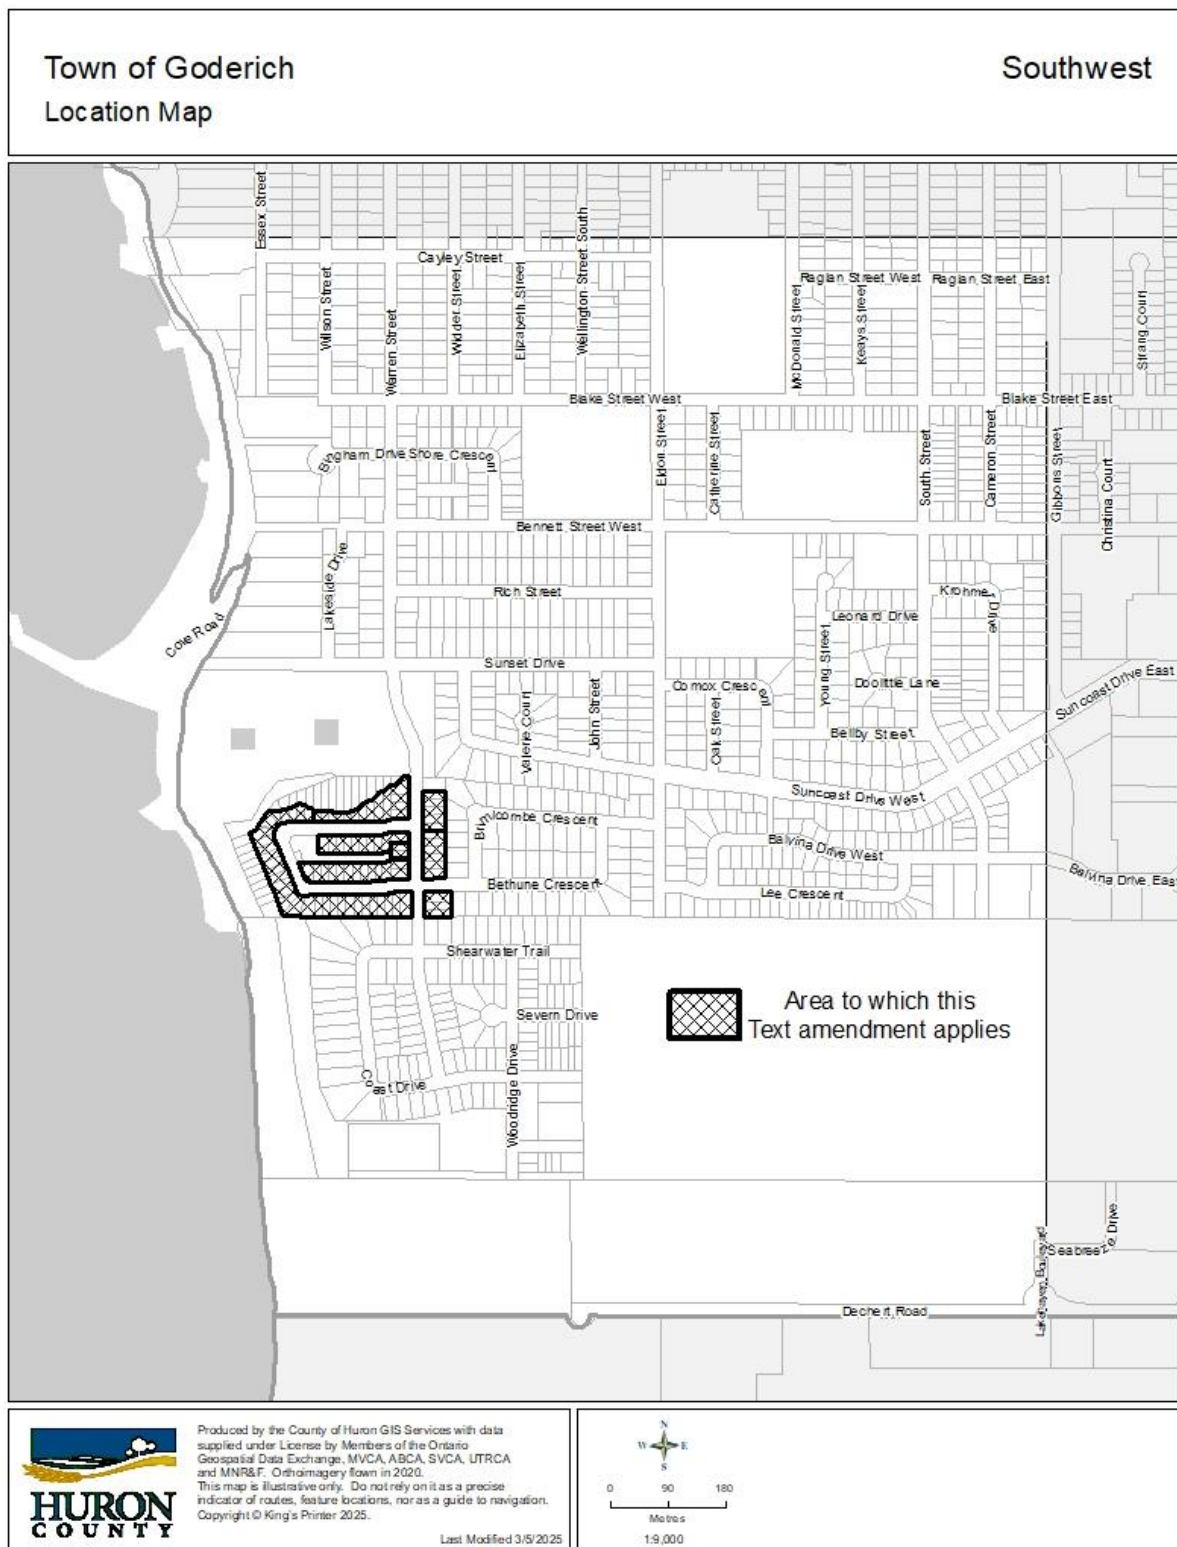 Town of Goderich
Southwest
Location Map
Essex Street
Cayley Street
Wilson Street
Warren Street
Widder Street
Elizabeth Street
Wellington Street South
Raglan Street West
Raglan Street East
McDonald Street
Keays Street
Strang Court
Blake Street West
Blake Street East
Brigham Drive
Shore Crescent
Eldon Street
Catherine Street
South Street
Cameron Street
Gibbons Street
Christina Court
Bennett Street West
Lakeside Drive
Rich Street
Cove Road
Krohmer Drive
Leonard Drive
Young Street
Sunset Drive
Comox Crescent
Doolittle Lane
Suncoast Drive East
Valerie Court
John Street
Oak Street
Bellby Street
Suncoast Drive West
Brymcombe Crescent
Balvina Drive West
Balvina Drive East
Bethune Crescent
Lee Crescent
Shearwater Trail
Severn Drive
Coast Drive
Woodridge Drive
Area to which this
Text amendment applies
Seabreeze Drive
Lakehaven Boulevard
Dechert Road
HURON
COUNTY
Produced by the County of Huron GIS Services with data
supplied under License by Members of the Ontario
Geospatial Data Exchange, MVCA, ABCA, SVCA, UTRCA
and MNR&F. Orthoimagery flown in 2020.
This map is illustrative only. Do not rely on it as a precise
indicator of routes, feature locations, nor as a guide to navigation.
Copyright © King's Printer 2025.
Last Modified 3/5/2025
N
W E
S
0 90 180
Metres
1:9,000